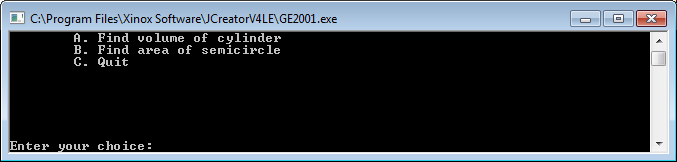 C:\Program Files\Xinox Software\JCreatorV4LE\GE2001.exe
A. Find volume of cylinder
B. Find area of semicircle
C. Quit
Enter your choice: